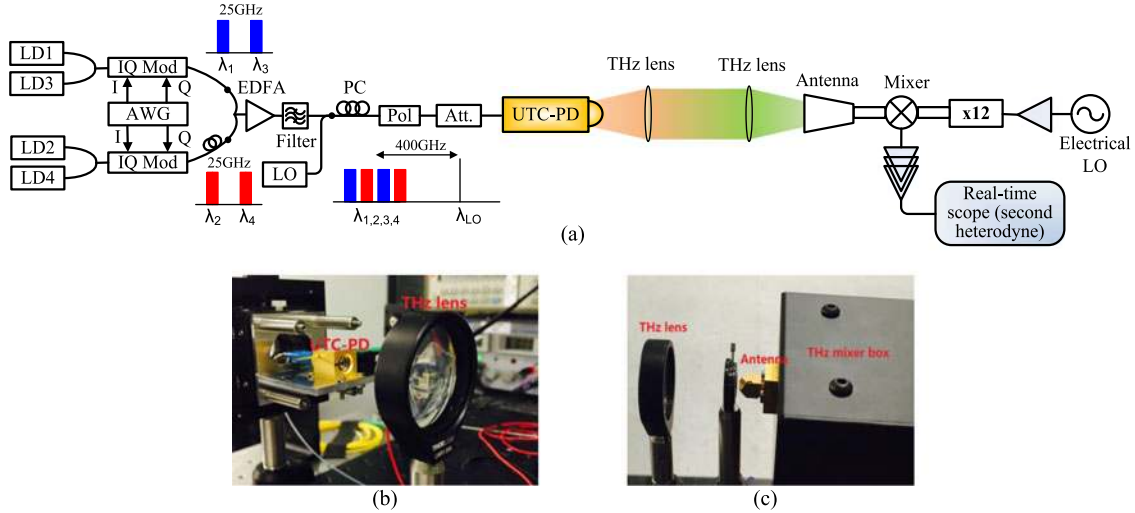 25GHz
λ1 λ3
LD1
LD3
IQ Mod
I Q
AWG
I Q
IQ Mod
LD2
LD4
25GHz
λ2 λ4
EDFA
Filter
PC
LO
Pol
Att.
400GHz
λ1,2,3,4 λLO
UTC-PD
THz lens THz lens
Antenna
Mixer
x12
Electrical
LO
Real-time
scope (second
heterodyne)
(a)
THz lens
UTC-PD
(b)
THz lens
Antenna
THz mixer box
(c)